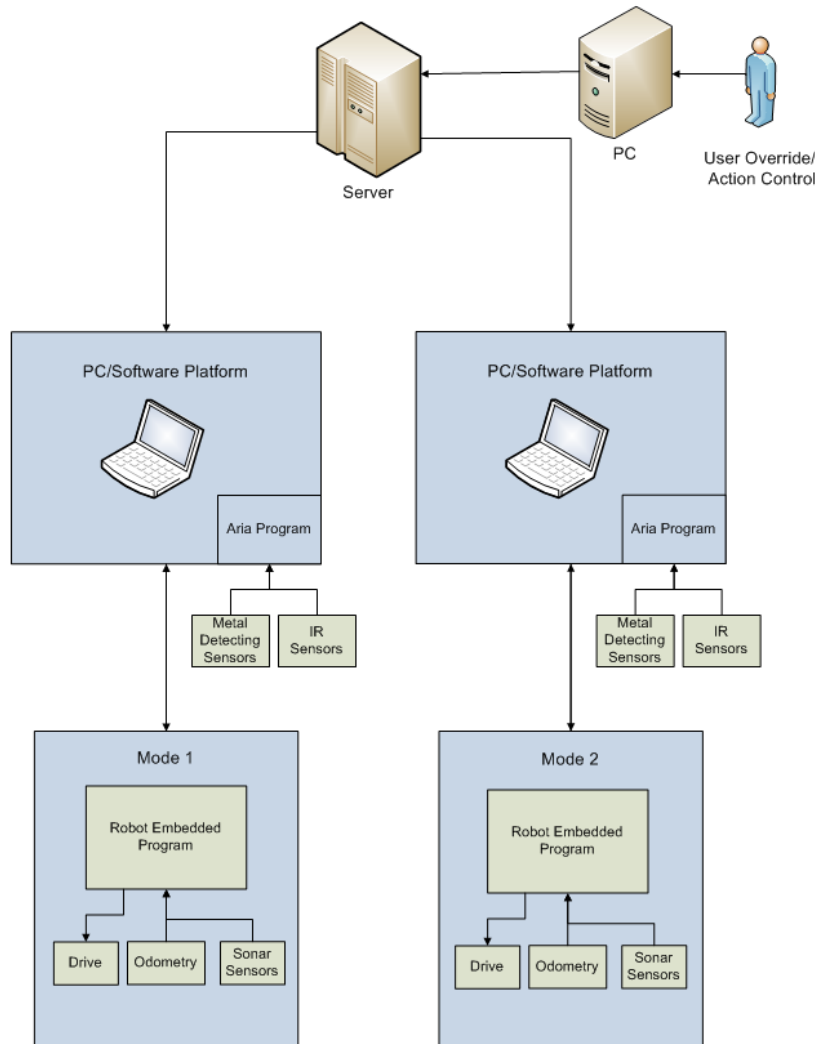 PC
User Override/
Action Control
Server
PC/Software Platform
Aria Program
Metal
Detecting
Sensors
IR
Sensors
PC/Software Platform
Aria Program
Metal
Detecting
Sensors
IR
Sensors
Mode 1
Robot Embedded
Program
Drive
Odometry
Sonar
Sensors
Mode 2
Robot Embedded
Program
Drive
Odometry
Sonar
Sensors